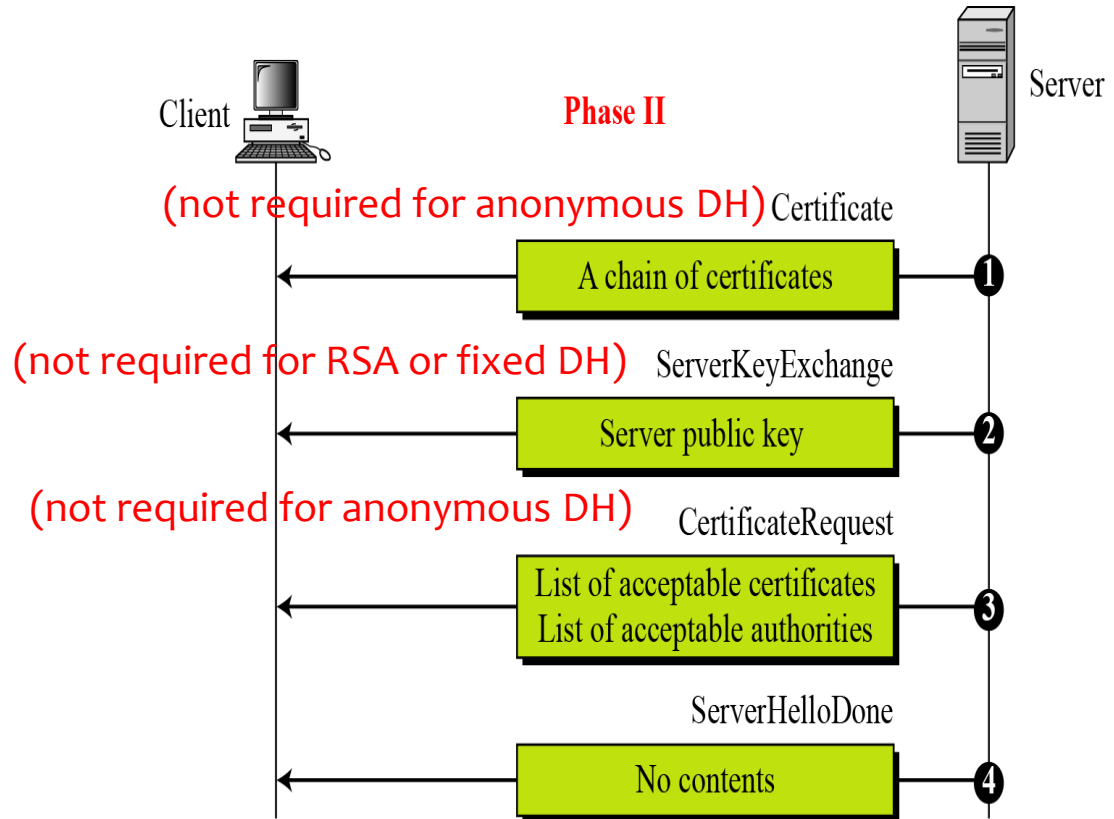 Client
Phase II
Server
(not required for anonymous DH) Certificate
A chain of certificates
1
(not required for RSA or fixed DH) ServerKeyExchange
Server public key
2
(not required for anonymous DH)
CertificateRequest
List of acceptable certificates
List of acceptable authorities
3
ServerHelloDone
No contents
4